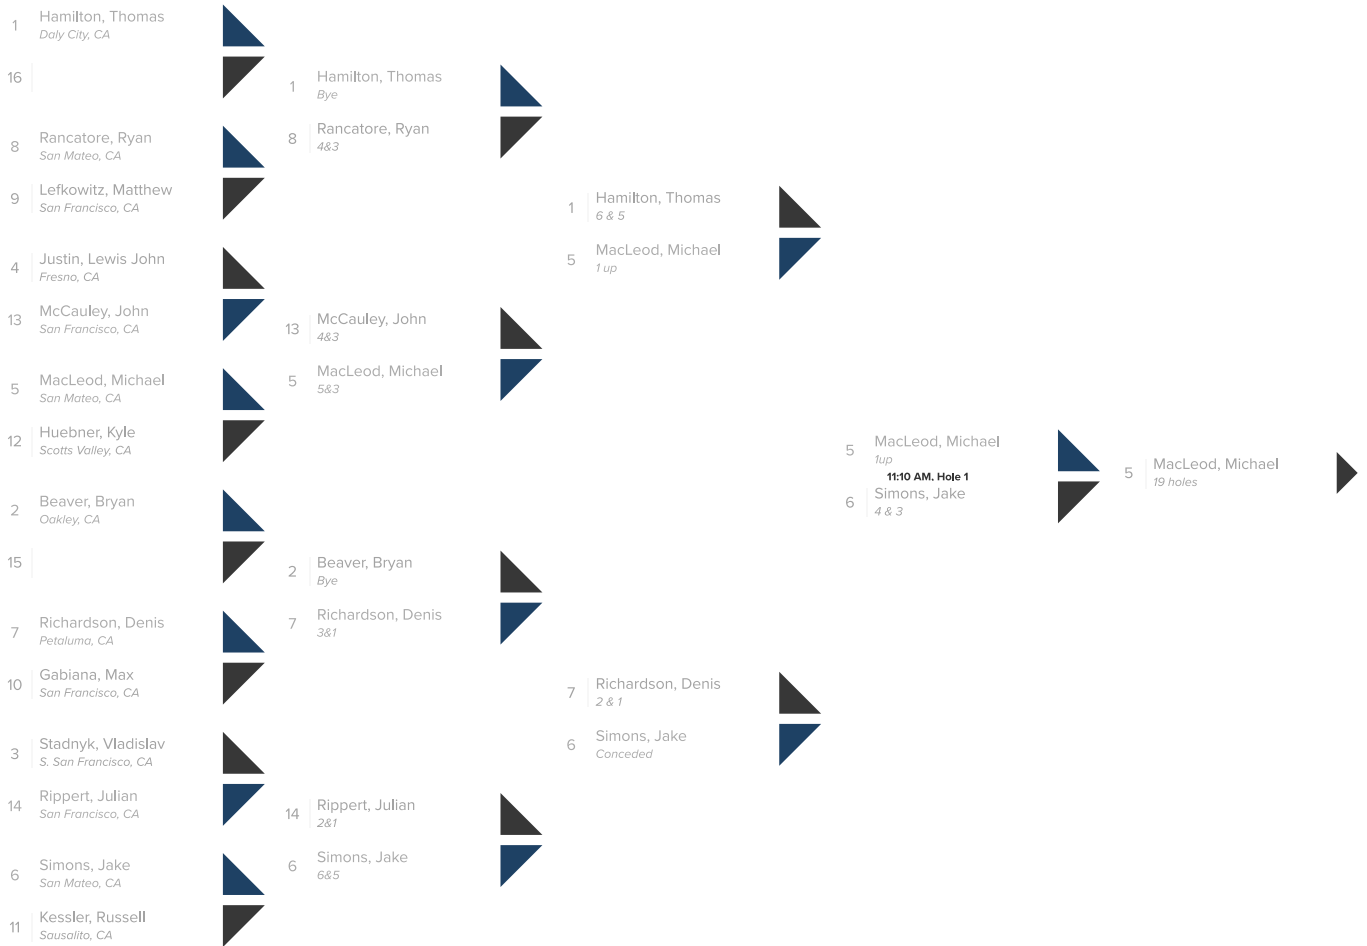 1
Hamilton, Thomas
Daly City, CA
16
8
Rancatore, Ryan
San Mateo, CA
9
Lefkowitz, Matthew
San Francisco, CA
4
Justin, Lewis John
Fresno, CA
13
McCauley, John
San Francisco, CA
5
MacLeod, Michael
San Mateo, CA
12
Huebner, Kyle
Scotts Valley, CA
2
Beaver, Bryan
Oakley, CA
15
7
Richardson, Denis
Petaluma, CA
10
Gabiana, Max
San Francisco, CA
3
Stadnyk, Vladislav
S. San Francisco, CA
14
Rippert, Julian
San Francisco, CA
6
Simons, Jake
San Mateo, CA
11
Kessler, Russell
Sausalito, CA
1
Hamilton, Thomas
Bye
8
Rancatore, Ryan
4&3
13
McCauley, John
4&3
5
MacLeod, Michael
5&3
2
Beaver, Bryan
Bye
7
Richardson, Denis
3&1
14
Rippert, Julian
2&1
6
Simons, Jake
6&5
1
Hamilton, Thomas
6 & 5
5
MacLeod, Michael
1 up
7
Richardson, Denis
2 & 1
6
Simons, Jake
Conceded
5
MacLeod, Michael
1up
11:10 AM, Hole 1
6
Simons, Jake
4 & 3
5
MacLeod, Michael
19 holes